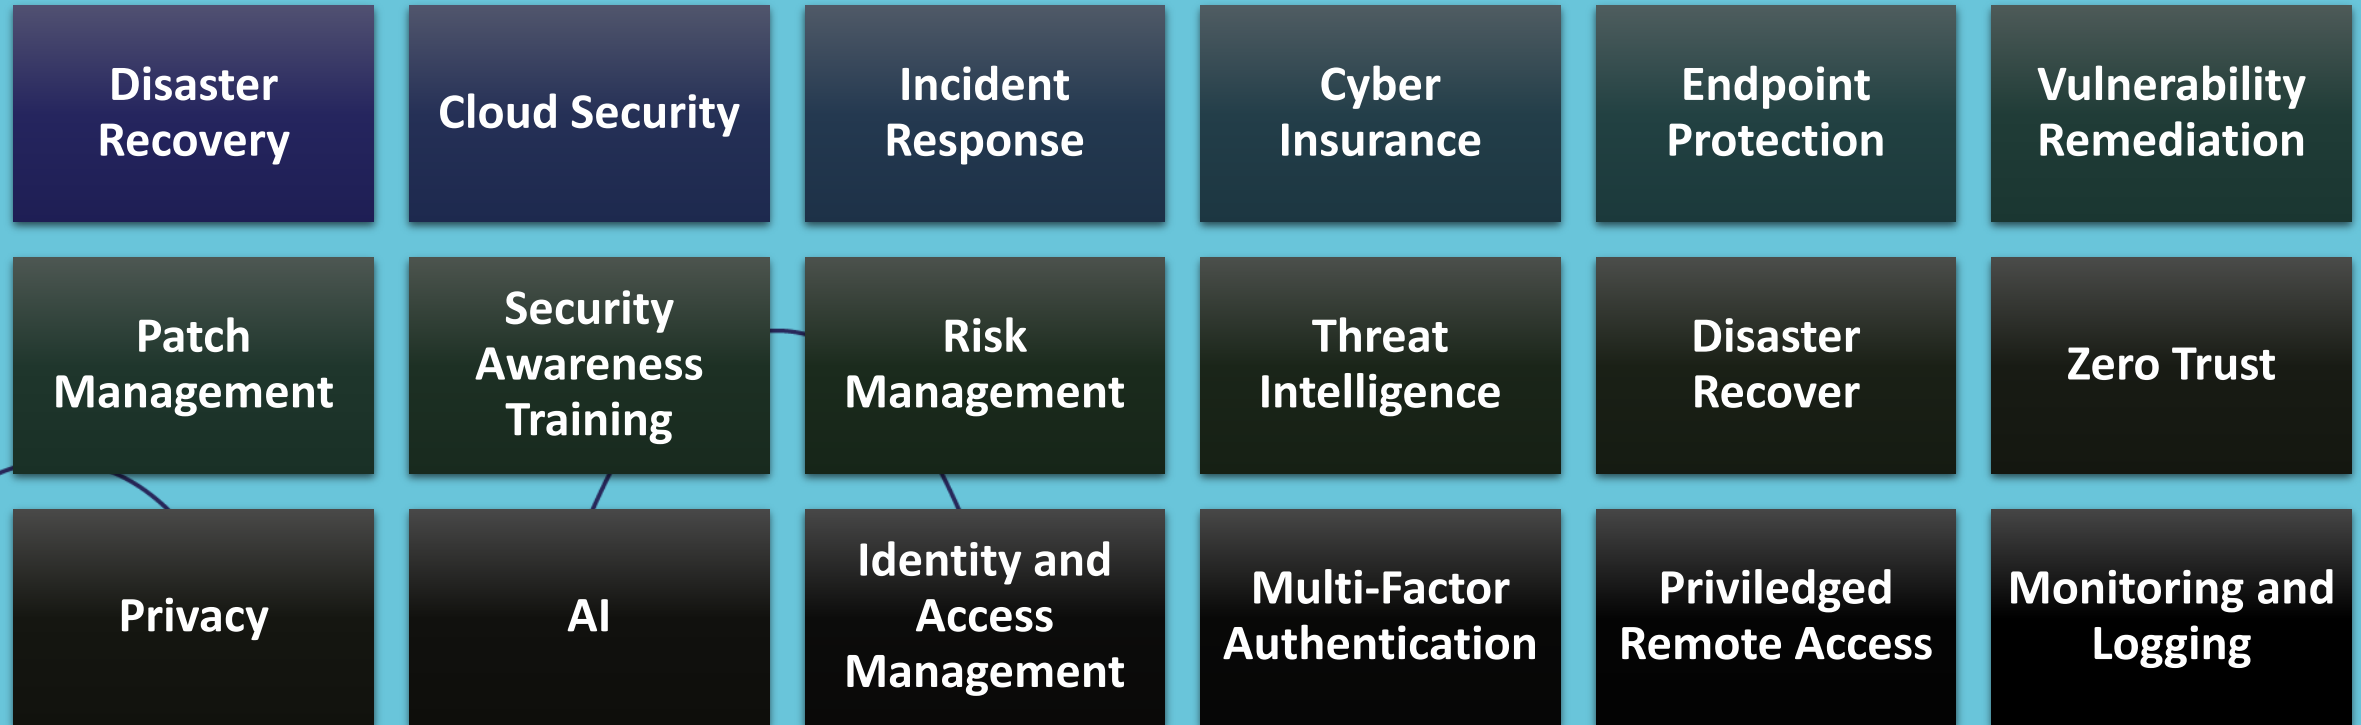 Disaster
Recovery
Cloud Security
Incident
Response
Cyber
Insurance
Endpoint
Protection
Vulnerability
Remediation
Patch
Management
Security
Awareness
Training
Risk
Management
Threat
Intelligence
Disaster
Recover
Zero Trust
Privacy
AI
Identity and
Access
Management
Multi-Factor
Authentication
Priviledged
Remote Access
Monitoring and
Logging